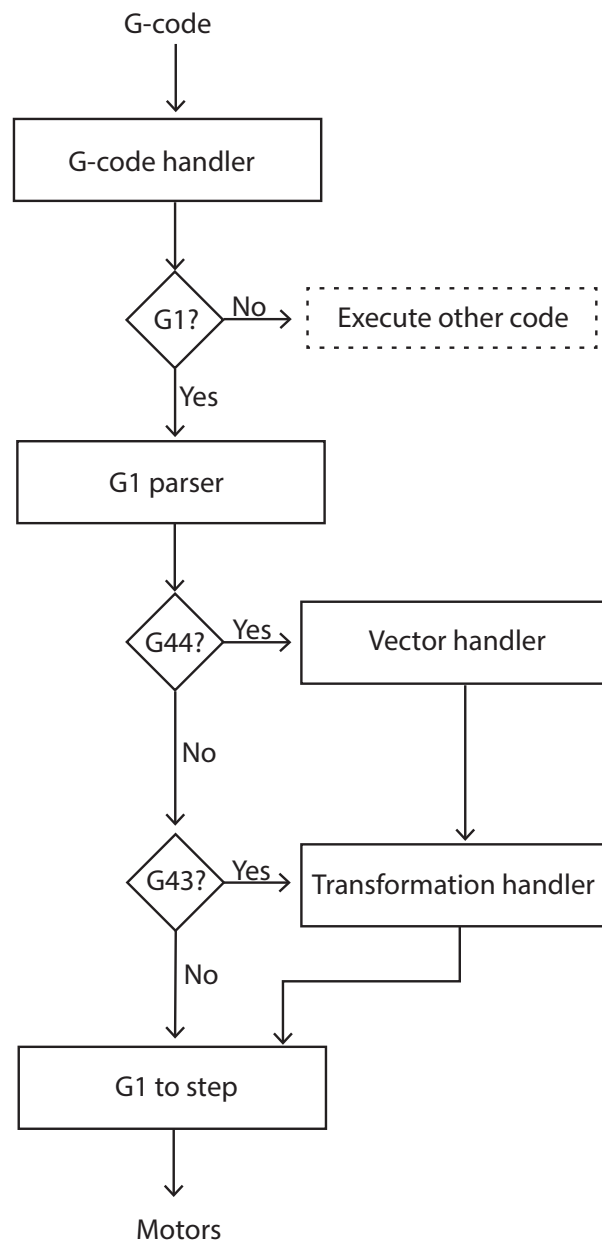 G-code
G-code handler
G1?
No
Execute other code
Yes
G1 parser
G44?
Yes
Vector handler
No
G43?
Yes
Transformation handler
No
G1 to step
Motors